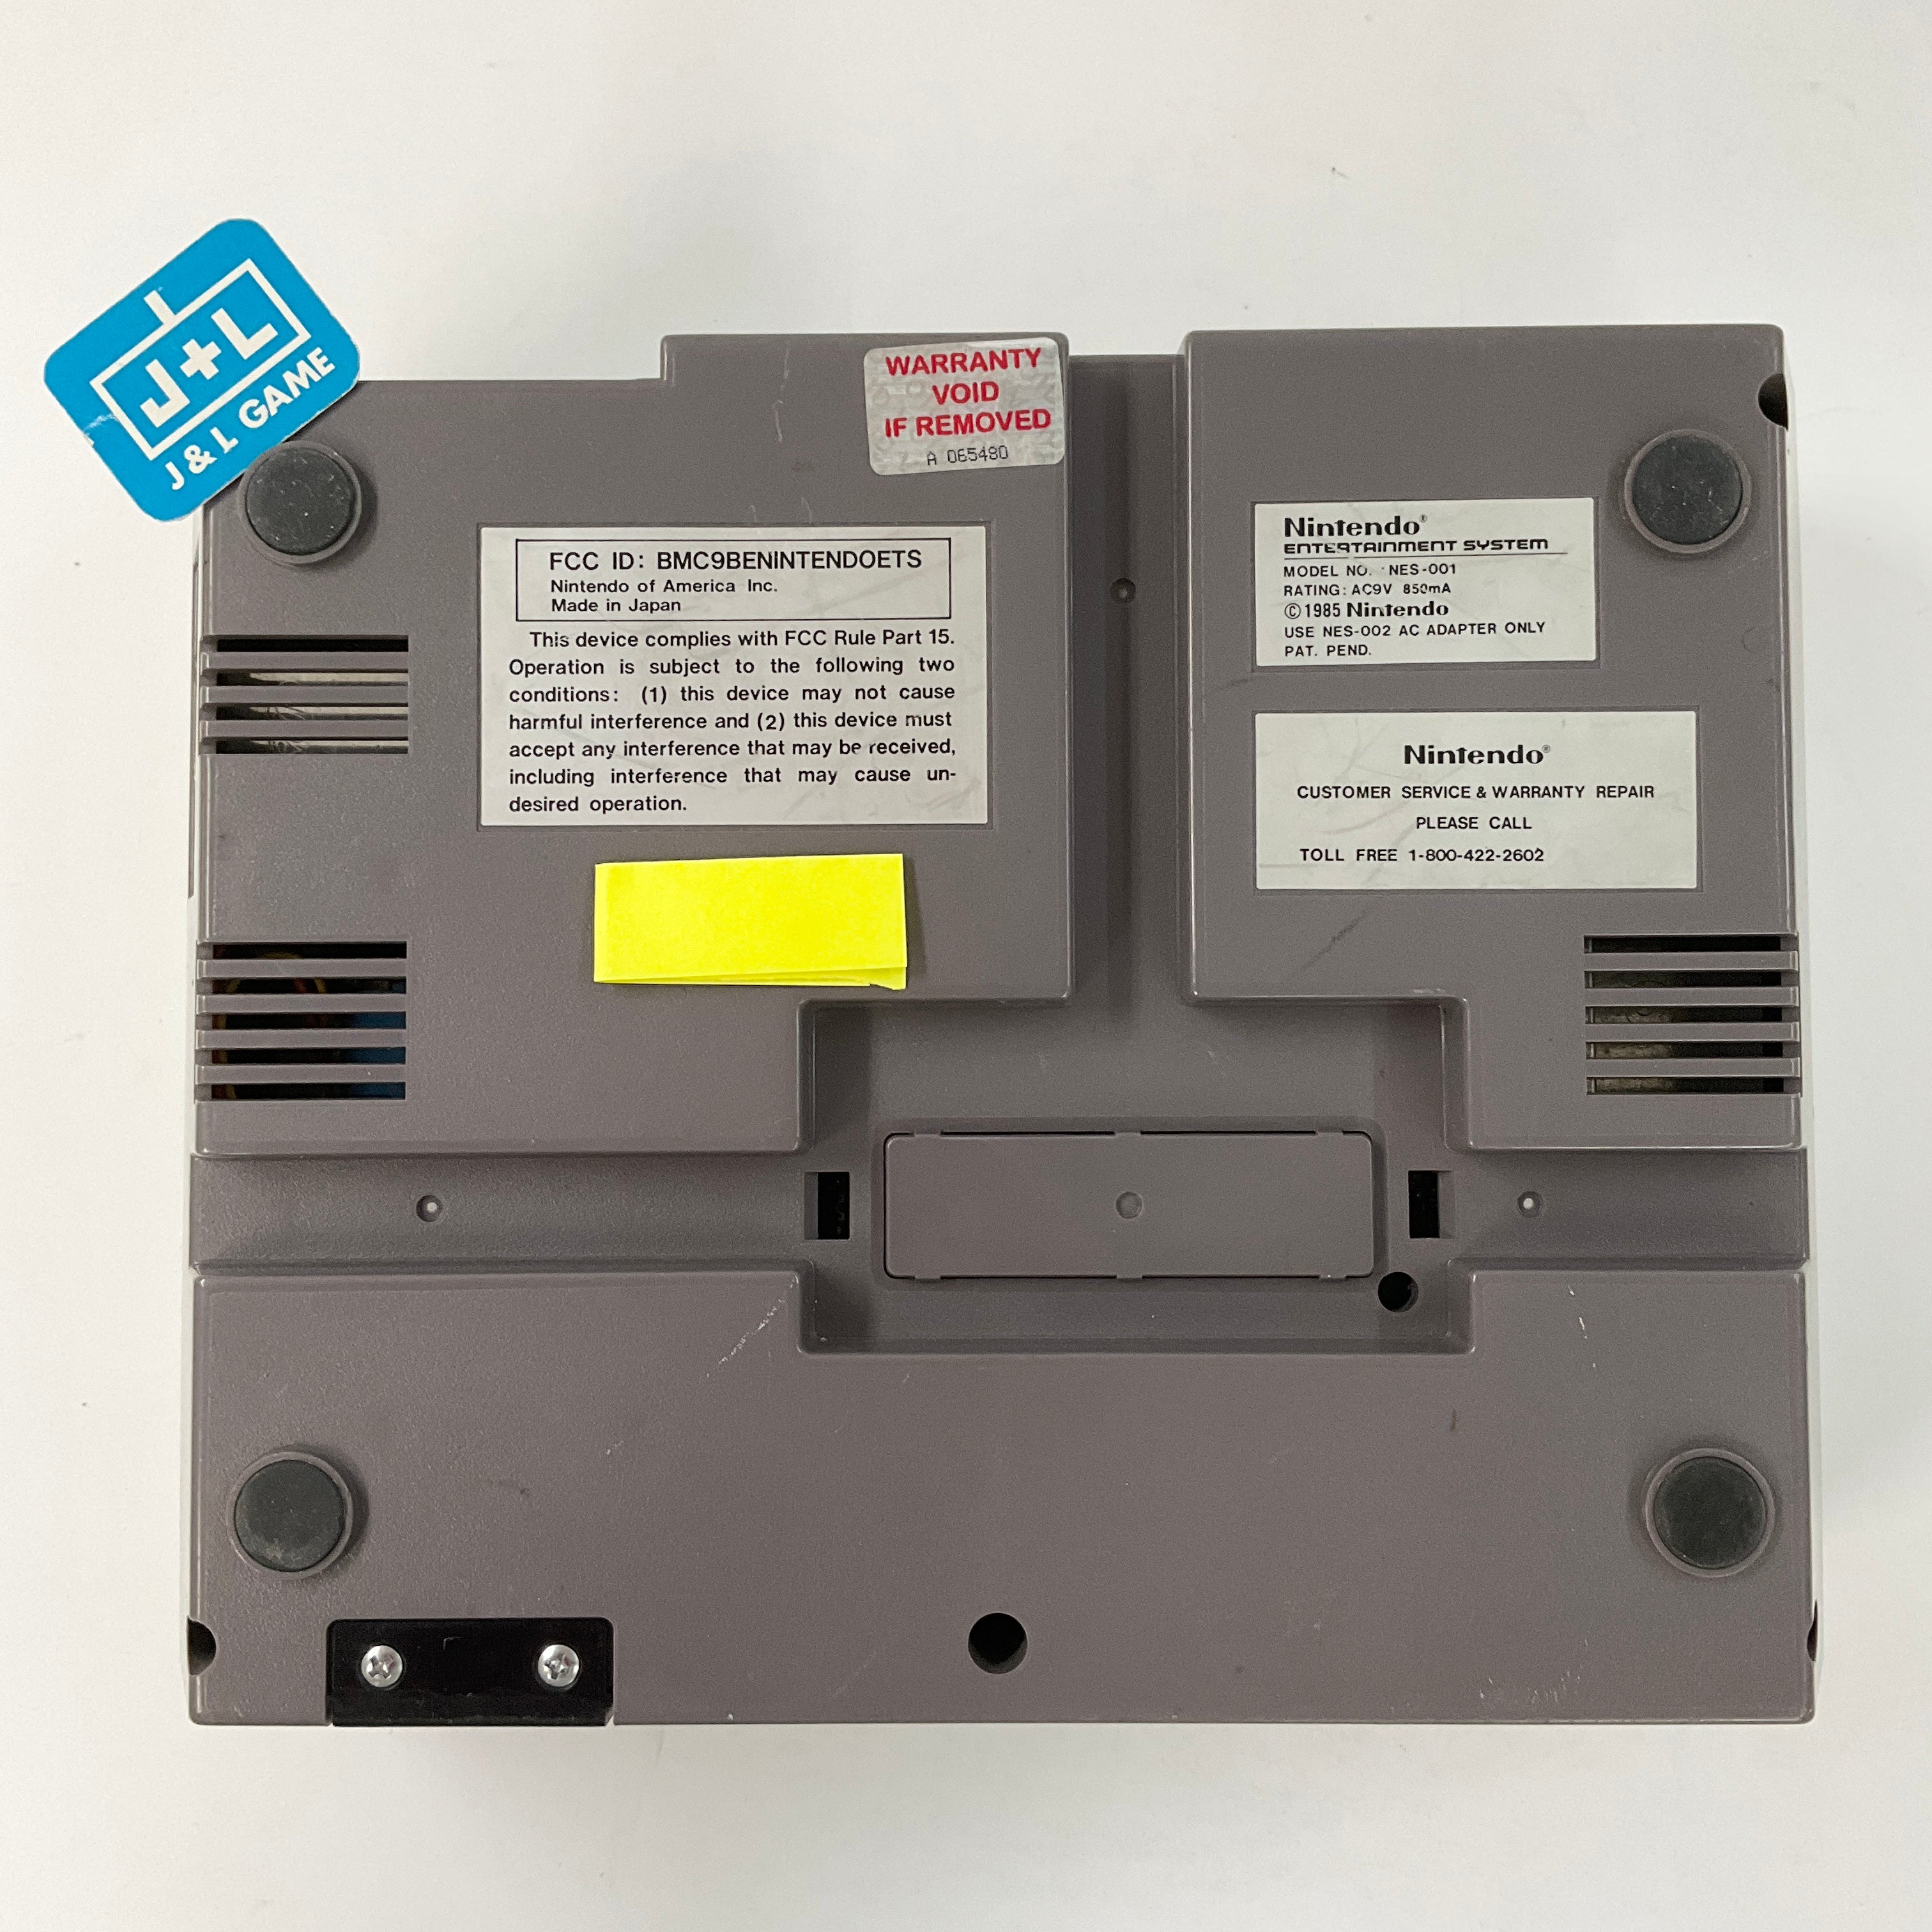 J+L
J & L GAME
WARRANTY
VOID
IF REMOVED
A 065480
FCC ID: BMC9BENINTENDOETS
Nintendo of America Inc.
Made in Japan
This device complies with FCC Rule Part 15.
Operation is subject to the following two
conditions: (1) this device may not cause
harmful interference and (2) this device must
accept any interference that may be received,
including interference that may cause un-
desired operation.
Nintendo®
ENTERTAINMENT SYSTEM
MODEL NO. NES-001
RATING: AC9V 850mA
©1985 Nintendo
USE NES-002 AC ADAPTER ONLY
PAT. PEND.
Nintendo®
CUSTOMER SERVICE & WARRANTY REPAIR
PLEASE CALL
TOLL FREE 1-800-422-2602